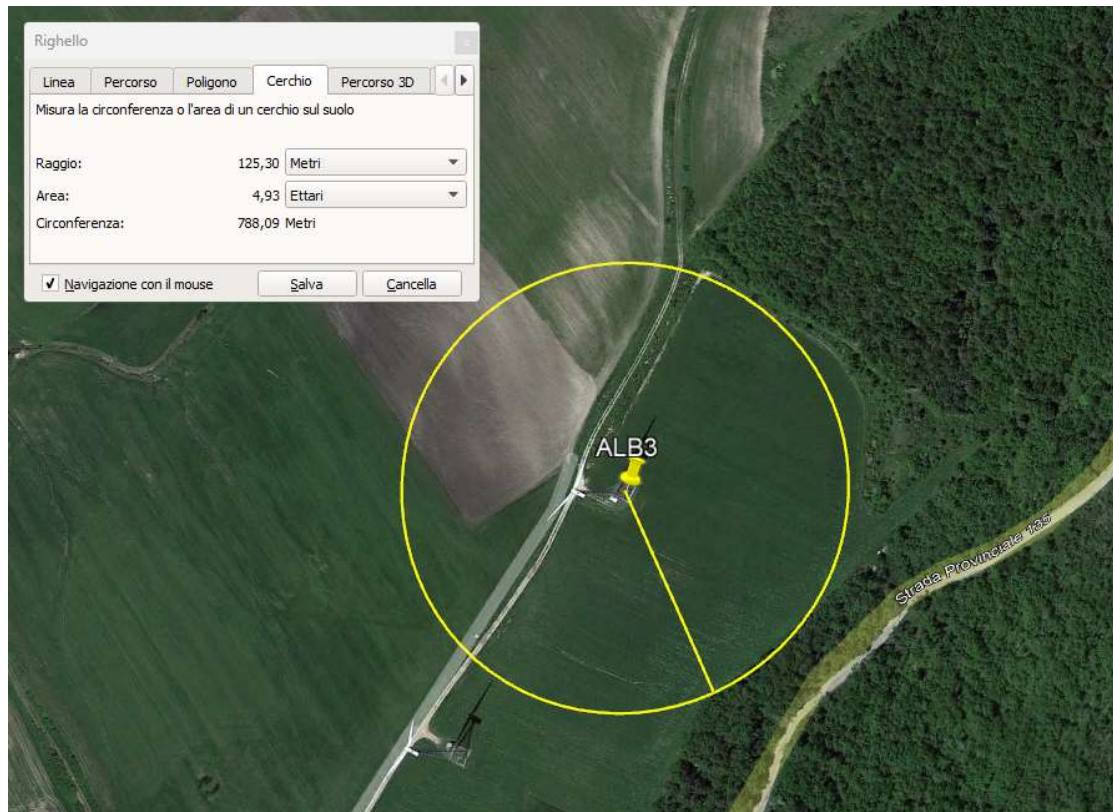 Righello
Linea Percorso Poligono Cerchio Percorso 3D
Misura la circonferenza o l'area di un cerchio sul suolo
Raggio: 125,30 Metri
Area: 4,93 Ettari
Circonferenza: 788,09 Metri
Navigazione con il mouse Salva Cancella
ALB3
Strada Provinciale 135